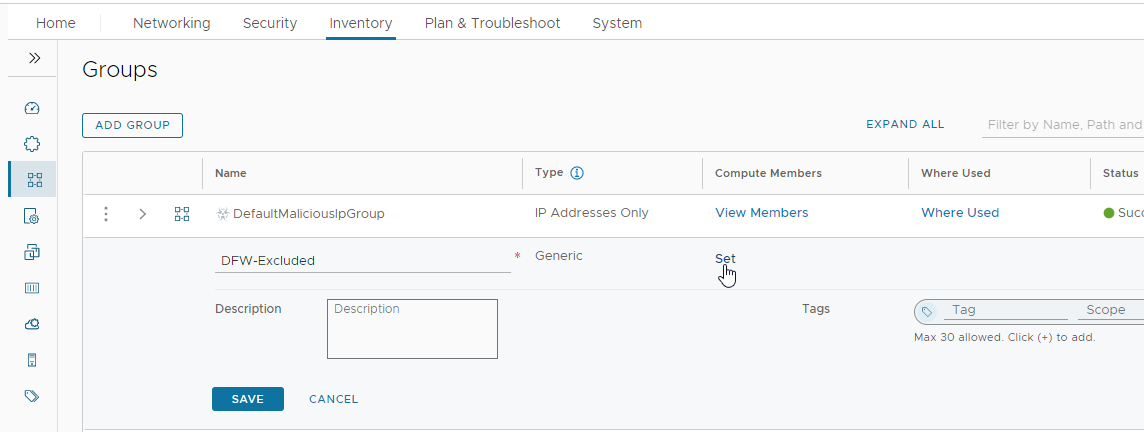 Home Networking Security Inventory Plan & Troubleshoot System
Groups
ADD GROUP EXPAND ALL Filter by Name, Path and
Name Type Compute Members Where Used Status
DefaultMaliciousIpGroup IP Addresses Only View Members Where Used Succ
DFW-Excluded * Generic Set
Description Description Tags Tag Scope
Max 30 allowed. Click (+) to add.
SAVE CANCEL